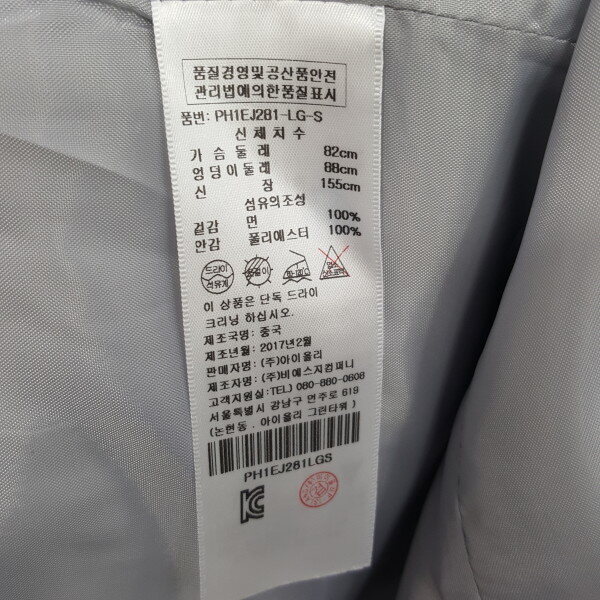 품질경영및공산품안전
관리법에의한품질표시
품번: PH1EJ281-LG-S
신체치수
가슴둘레 82cm
엉덩이둘레 88cm
신장 155cm
섬유의조성
겉감 면 100%
안감 폴리에스터 100%
드라이
석유계
이 상품은 단독 드라이
크리닝 하십시오.
제조국명: 중국
제조년월: 2017년2월
판매자명: (주)아이올리
제조자명: (주)비에스지컴퍼니
고객지원실:TEL) 080-880-0608
서울특별시 강남구 언주로 619
(논현동. 아이올리 그린타워)
PH1EJ281LGS